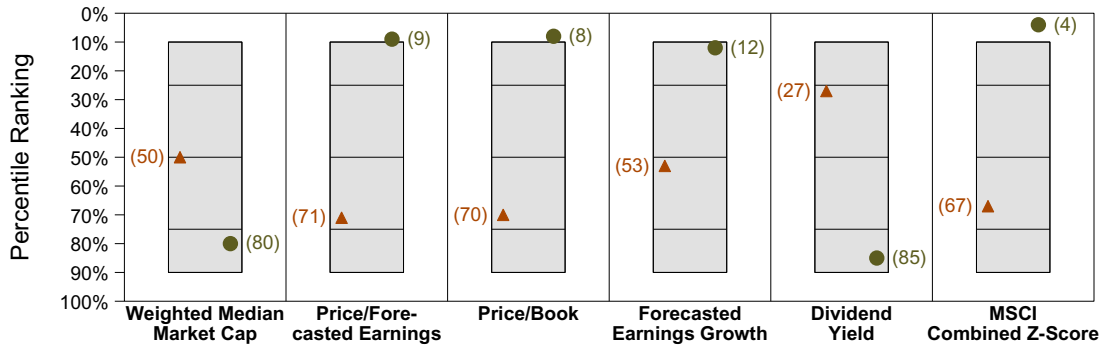 Percentile Ranking
0%
10%
20%
30%
40%
50%
60%
70%
80%
90%
100%
(50)
(80)
(71)
(9)
(70)
(8)
(53)
(12)
(27)
(85)
(67)
(4)
Weighted Median
Market Cap
Price/Fore-
casted Earnings
Price/Book
Forecasted
Earnings Growth
Dividend
Yield
MSCI
Combined Z-Score